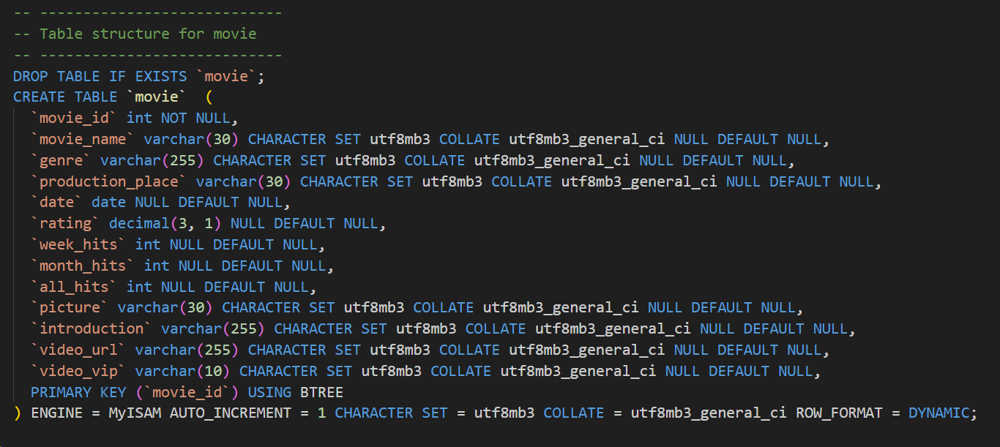 -- ----------------------------
-- Table structure for movie
-- ----------------------------
DROP TABLE IF EXISTS `movie`;
CREATE TABLE `movie`  (
  `movie_id` int NOT NULL,
  `movie_name` varchar(30) CHARACTER SET utf8mb3 COLLATE utf8mb3_general_ci NULL DEFAULT NULL,
  `genre` varchar(255) CHARACTER SET utf8mb3 COLLATE utf8mb3_general_ci NULL DEFAULT NULL,
  `production_place` varchar(30) CHARACTER SET utf8mb3 COLLATE utf8mb3_general_ci NULL DEFAULT NULL,
  `date` date NULL DEFAULT NULL,
  `rating` decimal(3, 1) NULL DEFAULT NULL,
  `week_hits` int NULL DEFAULT NULL,
  `month_hits` int NULL DEFAULT NULL,
  `all_hits` int NULL DEFAULT NULL,
  `picture` varchar(30) CHARACTER SET utf8mb3 COLLATE utf8mb3_general_ci NULL DEFAULT NULL,
  `introduction` varchar(255) CHARACTER SET utf8mb3 COLLATE utf8mb3_general_ci NULL DEFAULT NULL,
  `video_url` varchar(255) CHARACTER SET utf8mb3 COLLATE utf8mb3_general_ci NULL DEFAULT NULL,
  `video_vip` varchar(10) CHARACTER SET utf8mb3 COLLATE utf8mb3_general_ci NULL DEFAULT NULL,
  PRIMARY KEY (`movie_id`) USING BTREE
) ENGINE = MyISAM AUTO_INCREMENT = 1 CHARACTER SET = utf8mb3 COLLATE = utf8mb3_general_ci ROW_FORMAT = DYNAMIC;